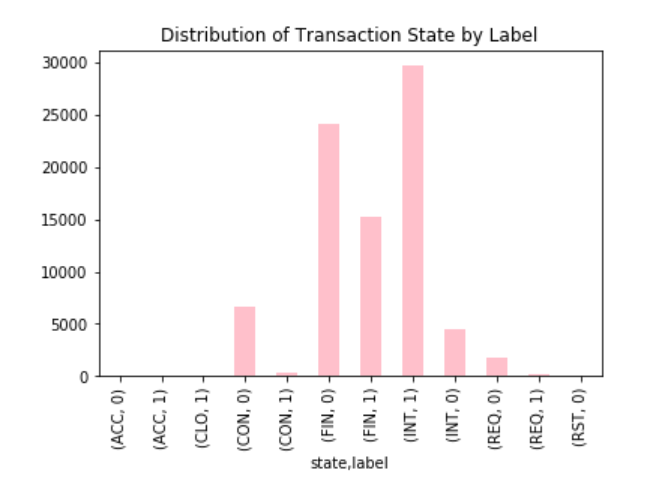 Distribution of Transaction State by Label
30000
25000
20000
15000
10000
5000
0
(ACC, 0)
(ACC, 1)
(CLO, 1)
(CON, 0)
(CON, 1)
(FIN, 0)
(FIN, 1)
(INT, 1)
(INT, 0)
(REQ, 0)
(REQ, 1)
(RST, 0)
state,label